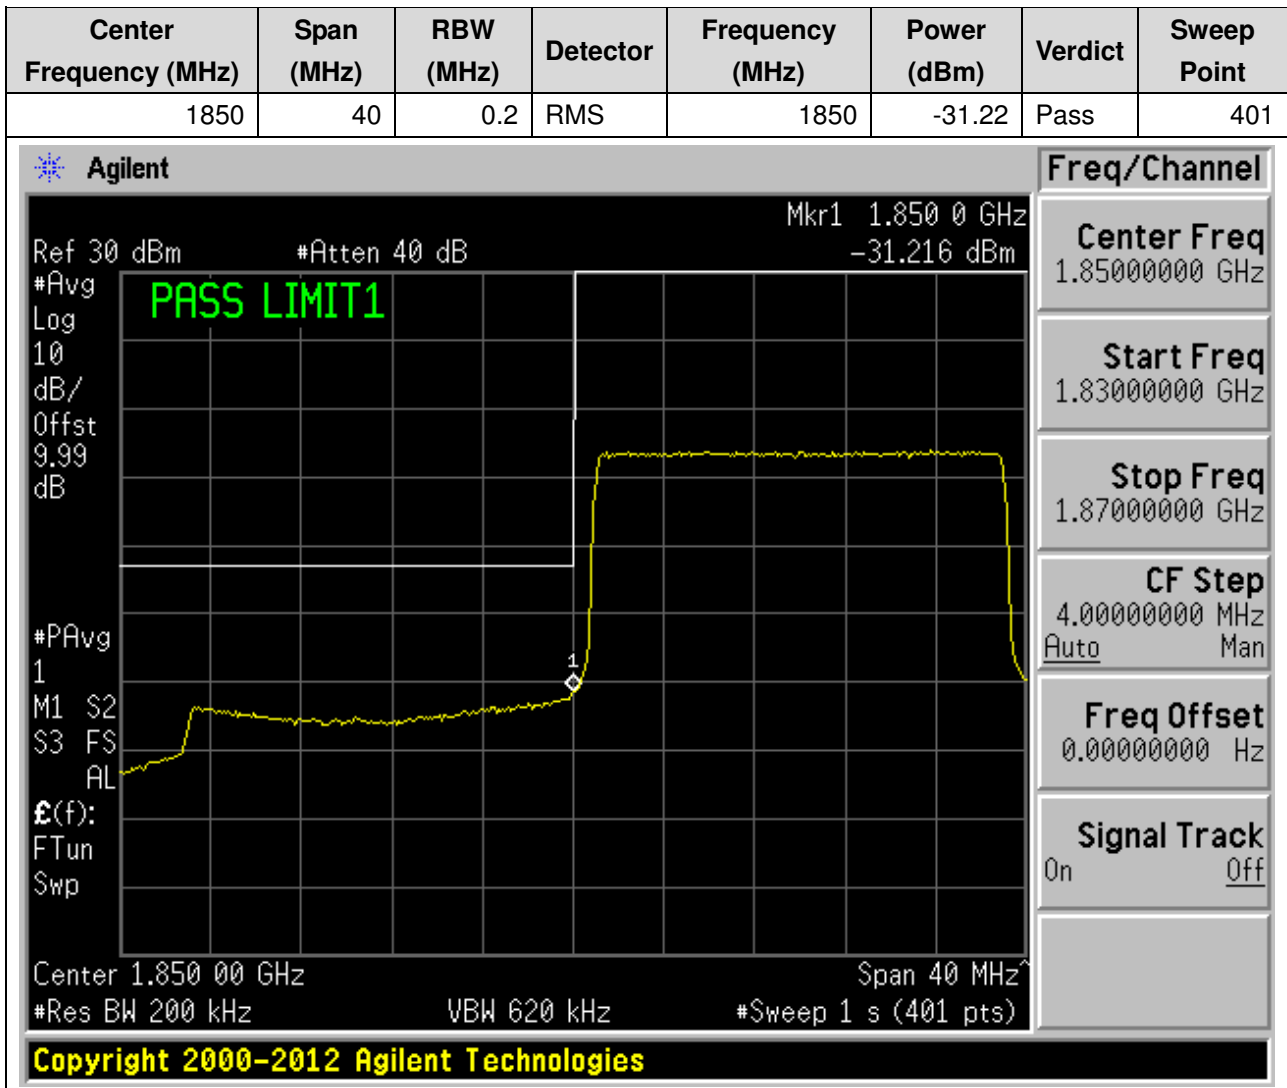 Center Frequency (MHz) Span (MHz) RBW (MHz) Detector Frequency (MHz) Power (dBm) Verdict Sweep Point
1850 40 0.2 RMS 1850 -31.22 Pass 401
Agilent
Freq/Channel
Mkr1 1.850 0 GHz
Ref 30 dBm #Atten 40 dB -31.216 dBm
#Avg
Log
10
dB/
Offst
9.99
dB
PASS LIMIT1
#PAvg
1
M1 S2
S3 FS
AL
£(f):
FTun
Swp
1
Center 1.850 00 GHz Span 40 MHz^
#Res BW 200 kHz VBW 620 kHz #Sweep 1 s (401 pts)
Center Freq
1.85000000 GHz
Start Freq
1.83000000 GHz
Stop Freq
1.87000000 GHz
CF Step
4.00000000 MHz
Auto Man
Freq Offset
0.00000000 Hz
Signal Track
On Off
Copyright 2000-2012 Agilent Technologies